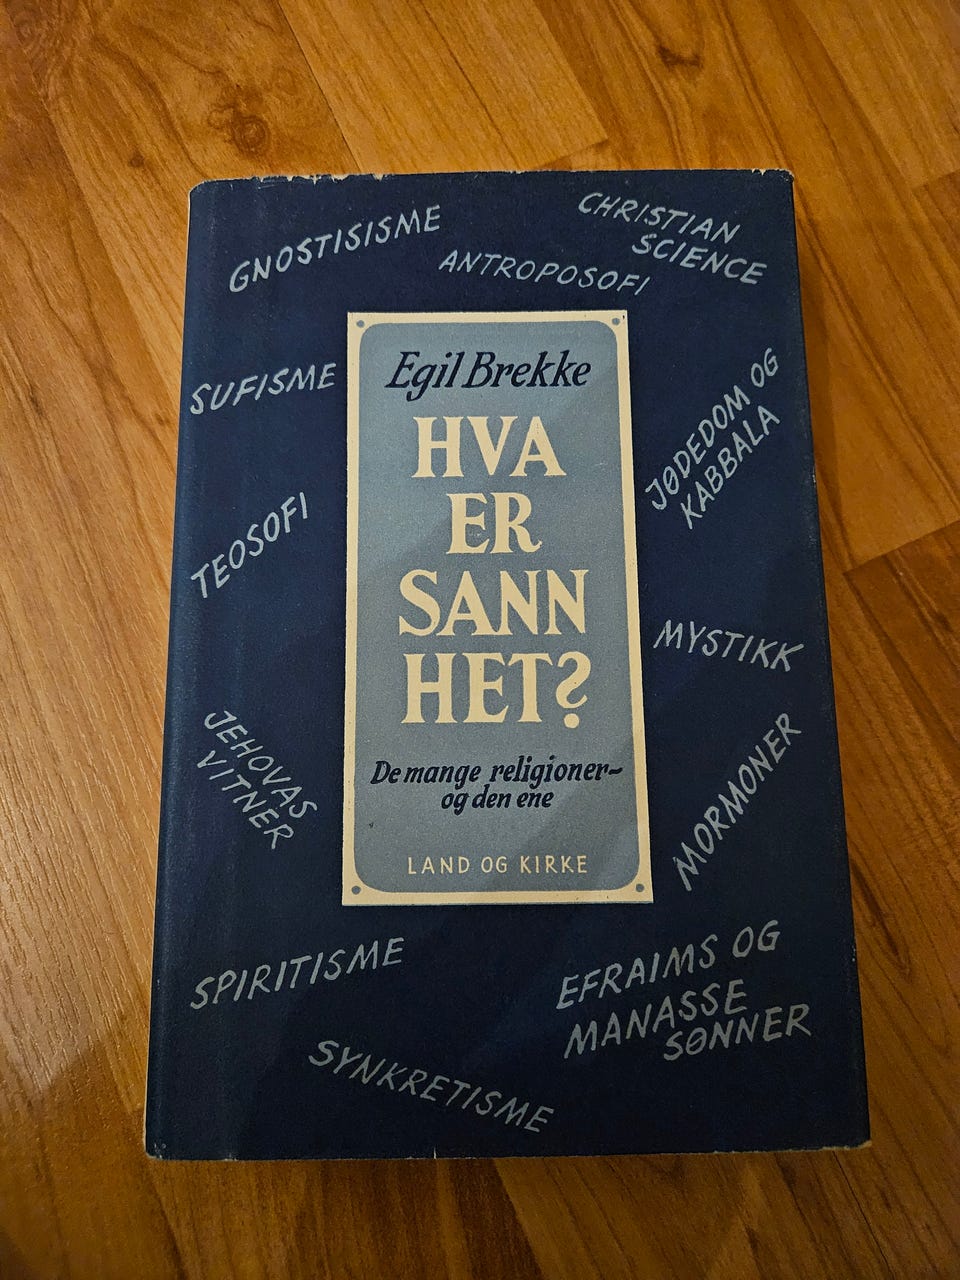 GNOSTISISME
CHRISTIAN
SCIENCE
ANTROPOSOFI
SUFISME
Egil Brekke
HVA
ER
SANN
HET?
De mange religioner-
og den ene
LAND OG KIRKE
JØDEDOM OG
KABBALA
TEOSOFI
MYSTIKK
JEHOVAS
VITNER
MORMONER
SPIRITISME
EFRAIMS OG
MANASSE
SØNNER
SYNKRETISME